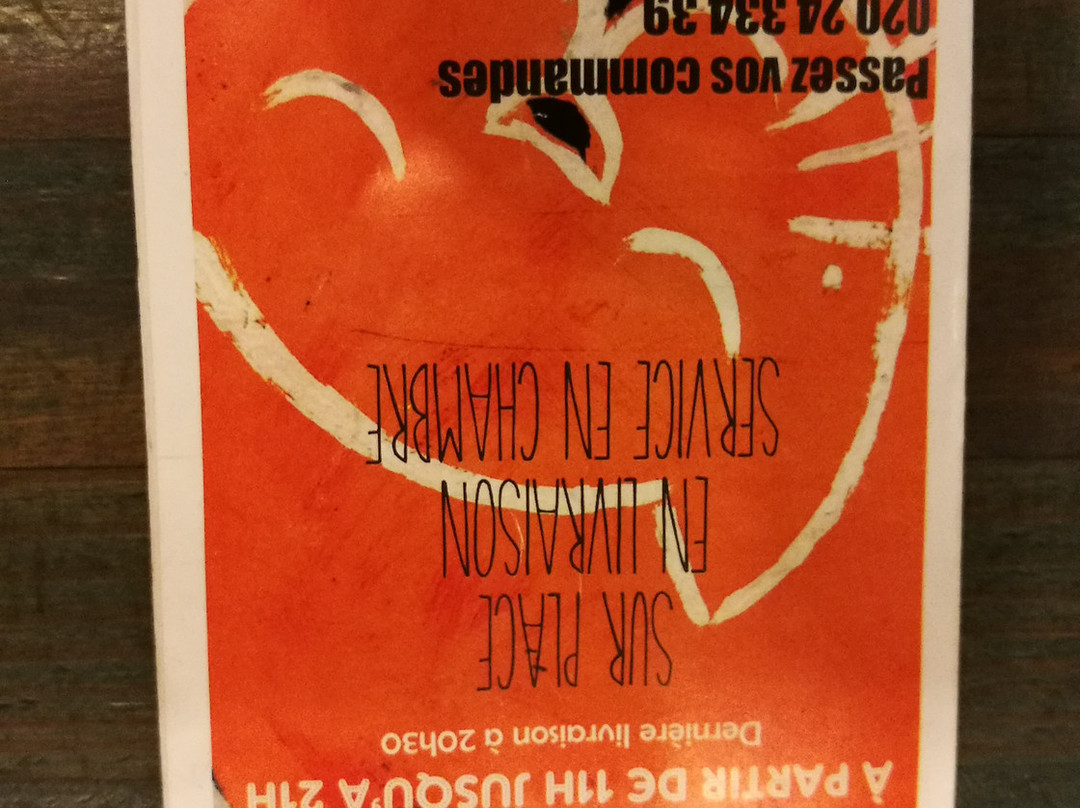 À PARTIR DE 11H JUSQU'À 21H
Dernière livraison à 20h30
SUR PLACE
EN LIVRAISON
SERVICE EN CHAMBRE
Passez vos commandes
020 24 334 39